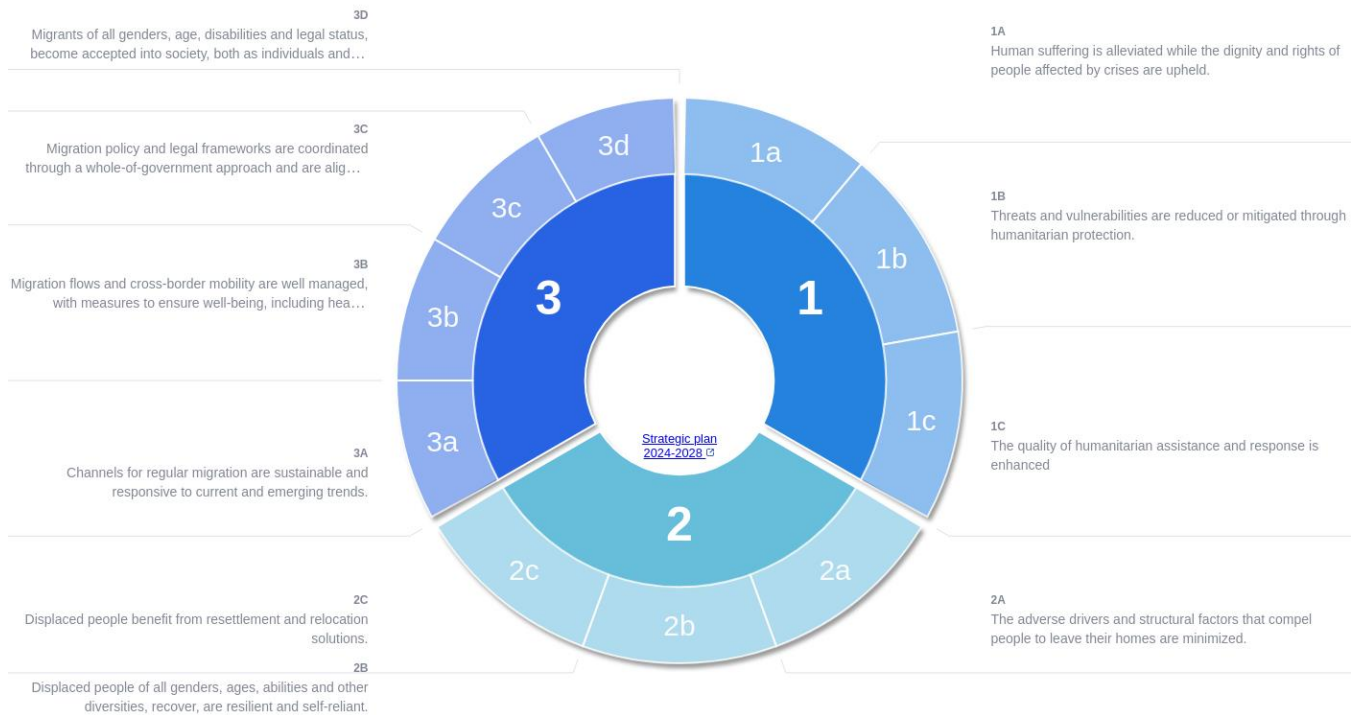 3D
Migrants of all genders, age, disabilities and legal status,
become accepted into society, both as individuals and…
1A
Human suffering is alleviated while the dignity and rights of
people affected by crises are upheld.
3C
Migration policy and legal frameworks are coordinated
through a whole-of-government approach and are alig…
1B
Threats and vulnerabilities are reduced or mitigated through
humanitarian protection.
3B
Migration flows and cross-border mobility are well managed,
with measures to ensure well-being, including hea…
3A
Channels for regular migration are sustainable and
responsive to current and emerging trends.
1C
The quality of humanitarian assistance and response is
enhanced
2C
Displaced people benefit from resettlement and relocation
solutions.
2B
Displaced people of all genders, ages, abilities and other
diversities, recover, are resilient and self-reliant.
2A
The adverse drivers and structural factors that compel
people to leave their homes are minimized.
3d
1a
3c
1b
3
1
3b
1c
3a
Strategic plan
2024-2028
2
2c
2a
2b